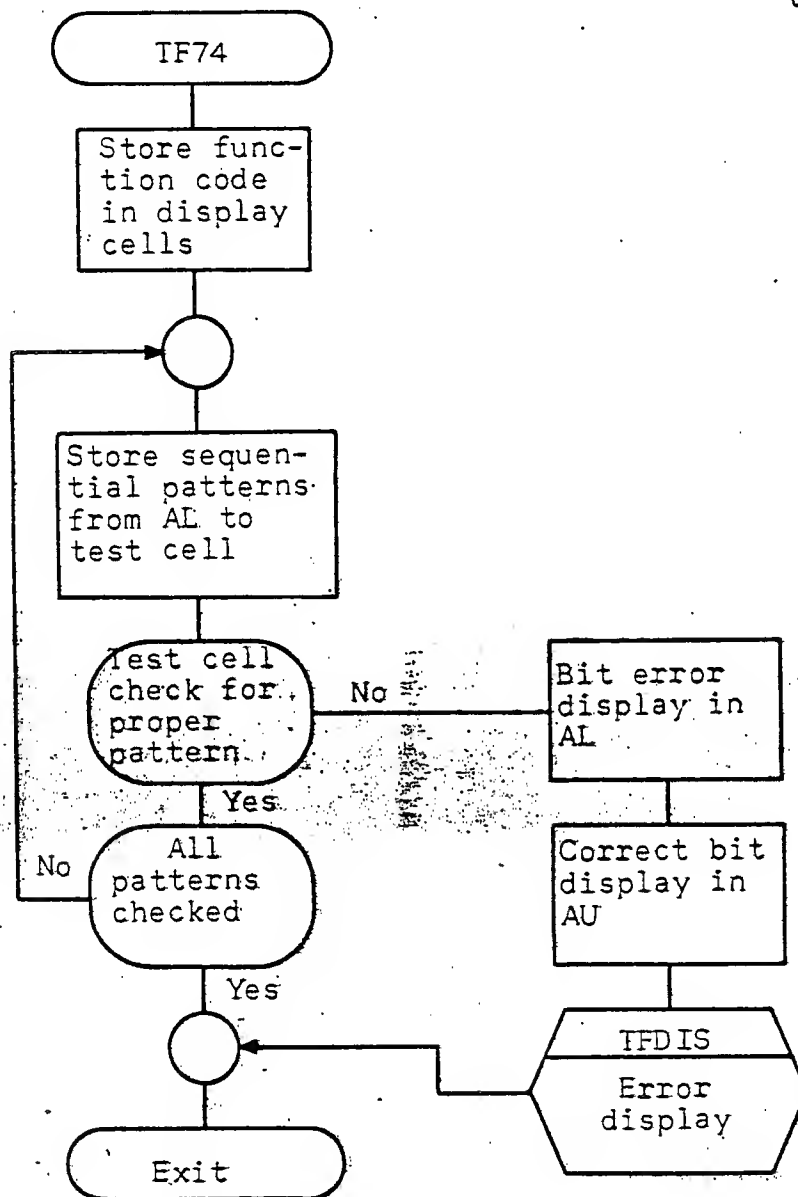 TF74
Store func-
tion code
in display
cells
Store sequen-
tial patterns
from AL to
test cell
Test cell
check for
proper
pattern
No
Yes
Bit error
display in
AL
Correct bit
display in
AU
No
All
patterns
checked
Yes
TFDIS
Error
display
Exit